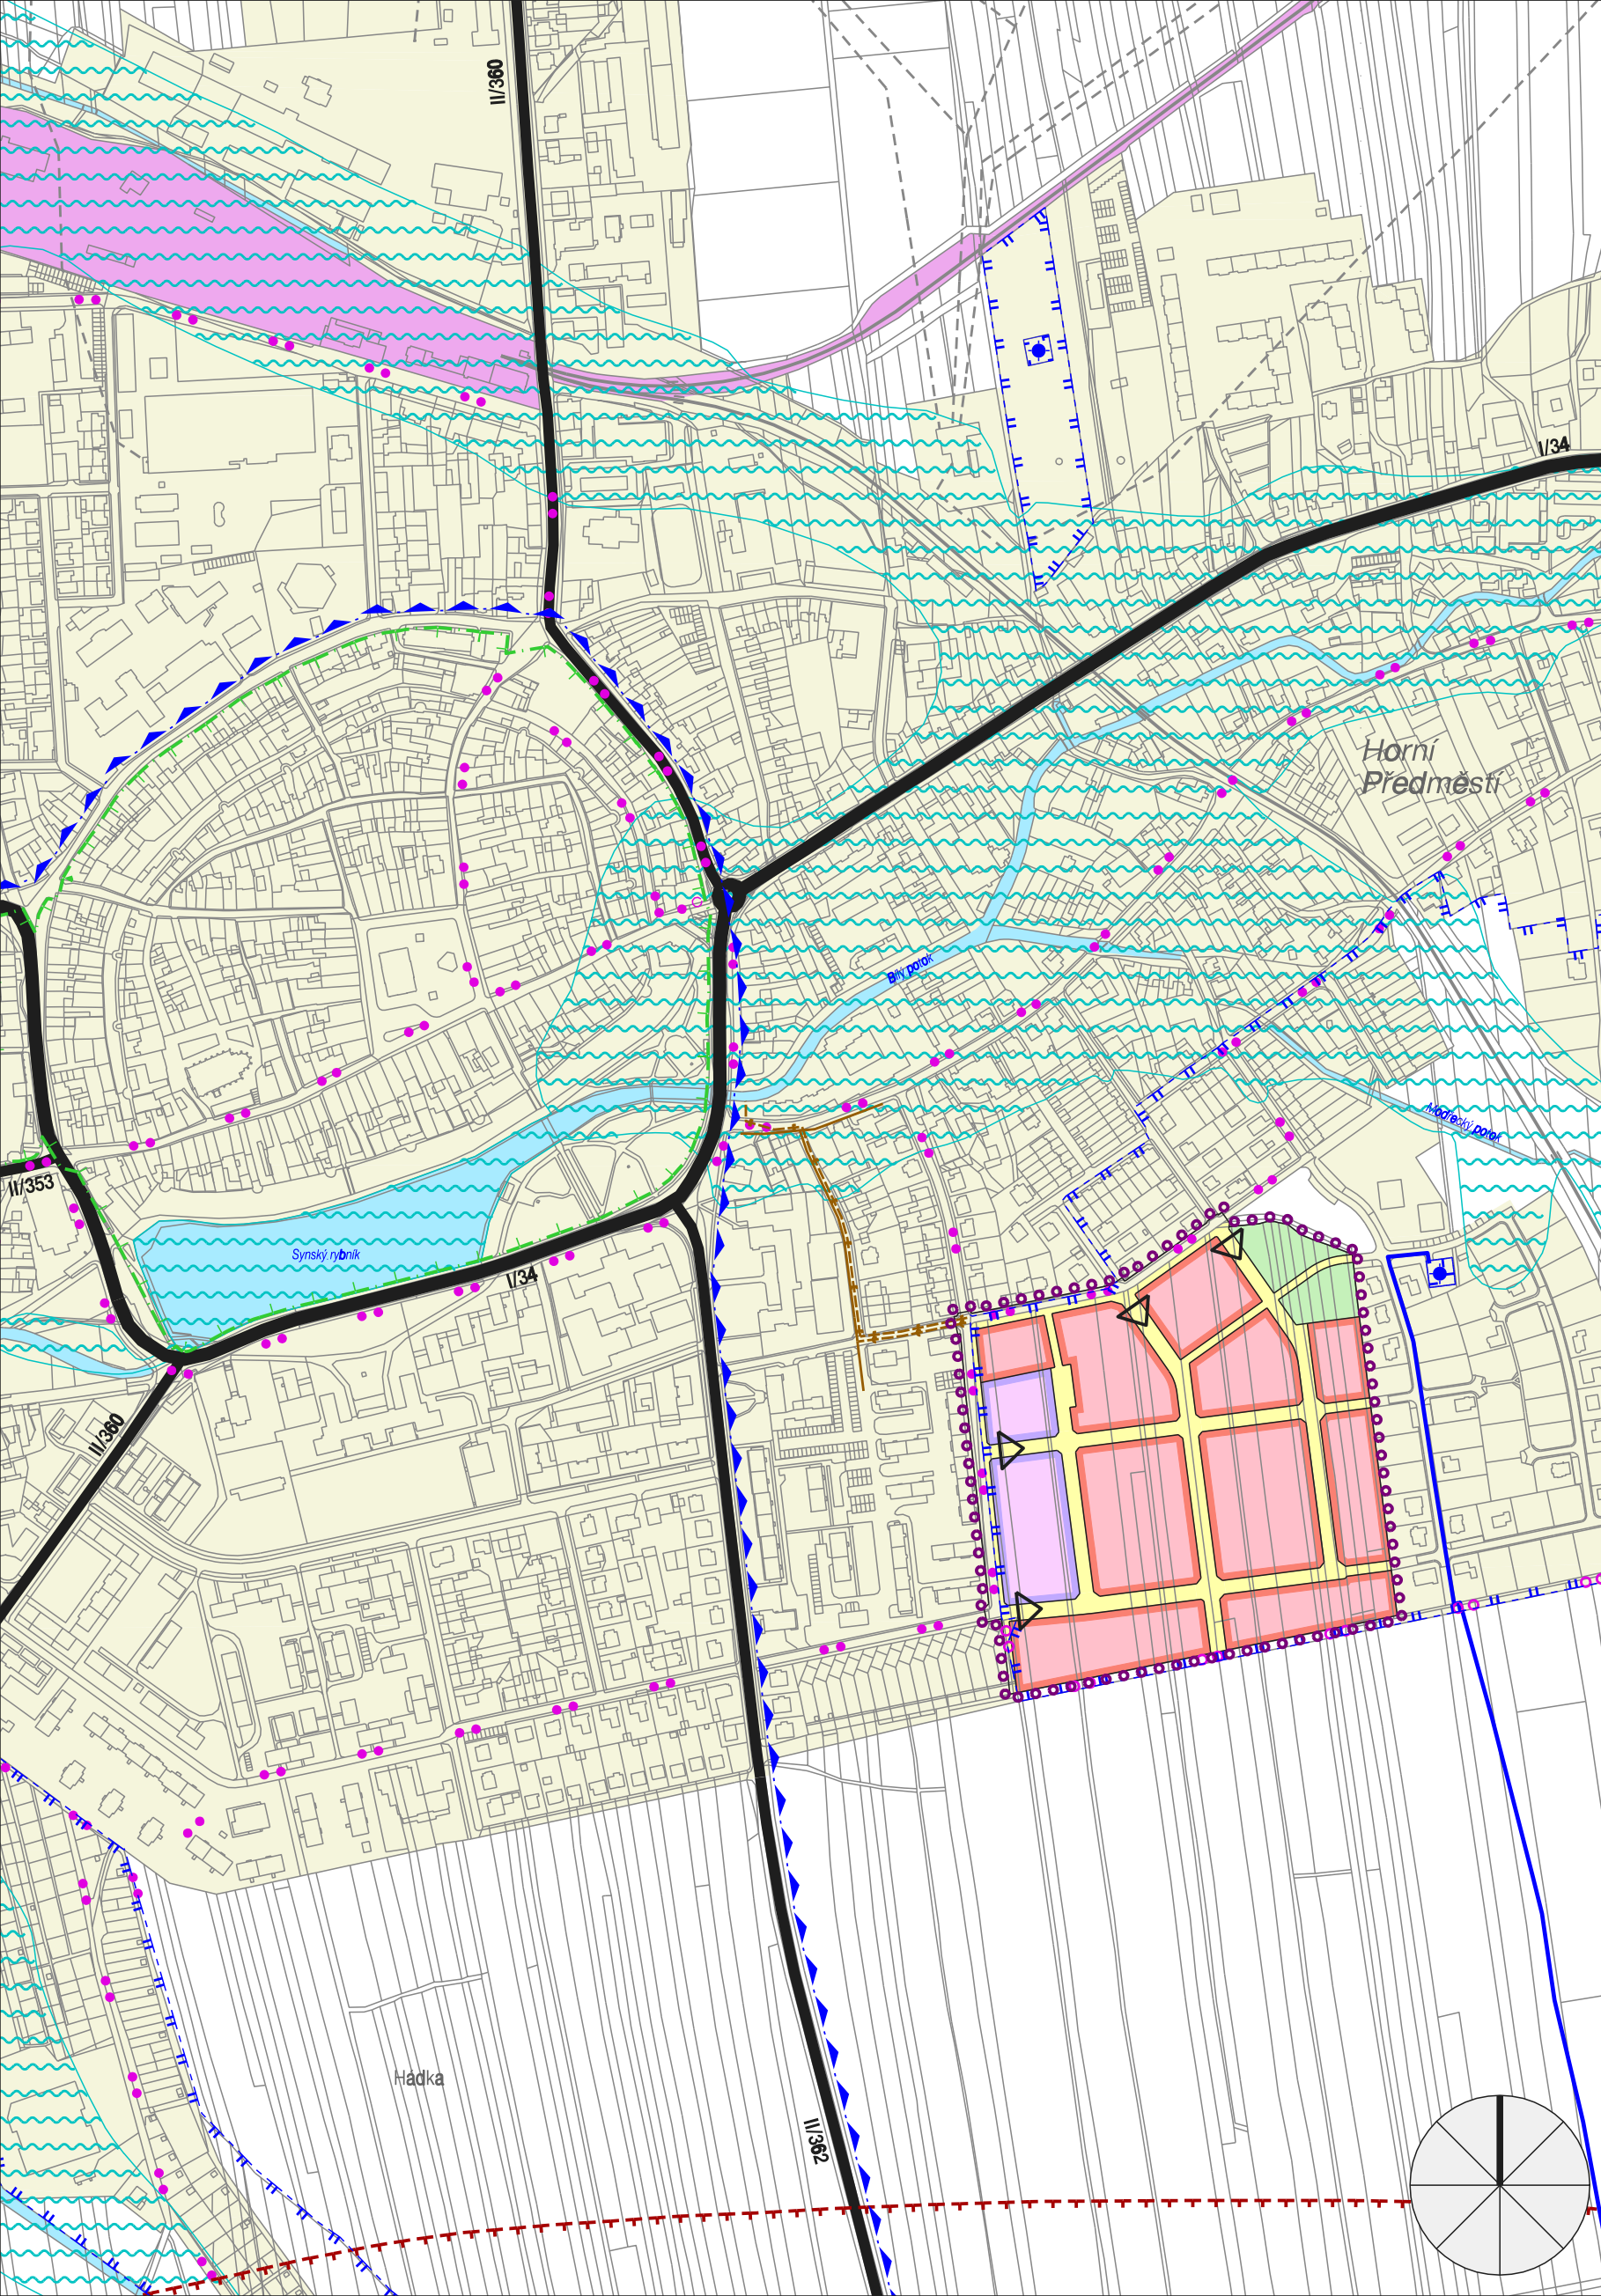 II/360
I/34
Horní
Předměstí
Bílý potok
Modřecký potok
II/353
Synský rybník
I/34
II/360
Hádka
II/362